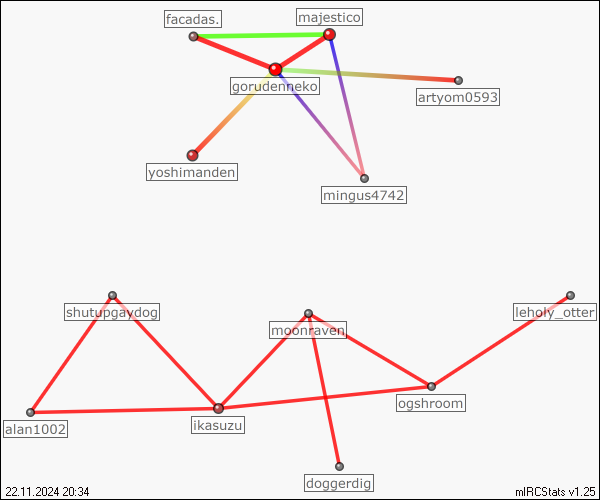 facadas.
majestico
gorudenneko
artyom0593
yoshimanden
mingus4742
shutupgaydog
leholy_otter
moonraven
ogshroom
alan1002
ikasuzu
doggerdig
22.11.2024 20:34
mIRCStats v1.25